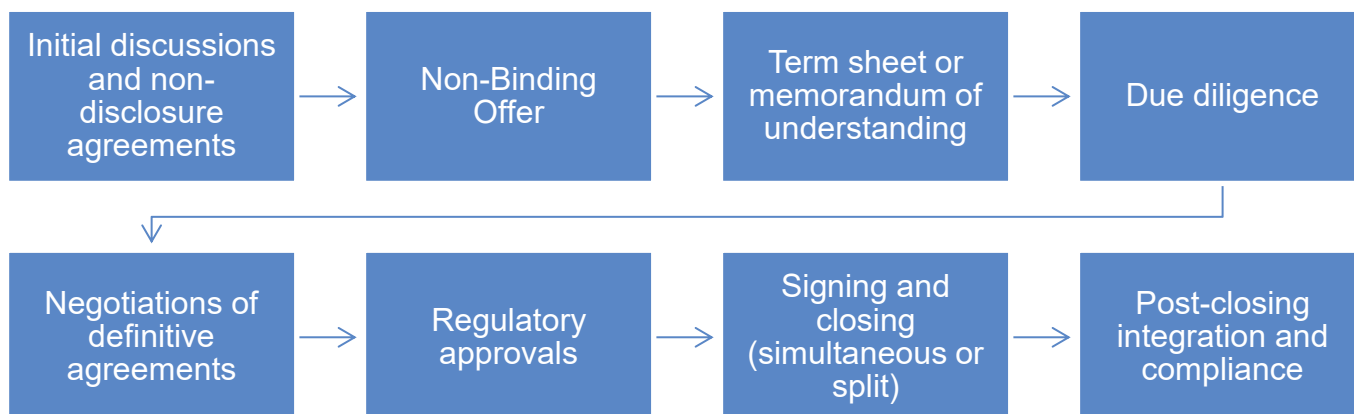 Initial discussions
and non-
disclosure
agreements
Non-Binding
Offer
Term sheet or
memorandum of
understanding
Due diligence
Negotiations of
definitive
agreements
Regulatory
approvals
Signing and
closing
(simultaneous or
split)
Post-closing
integration and
compliance